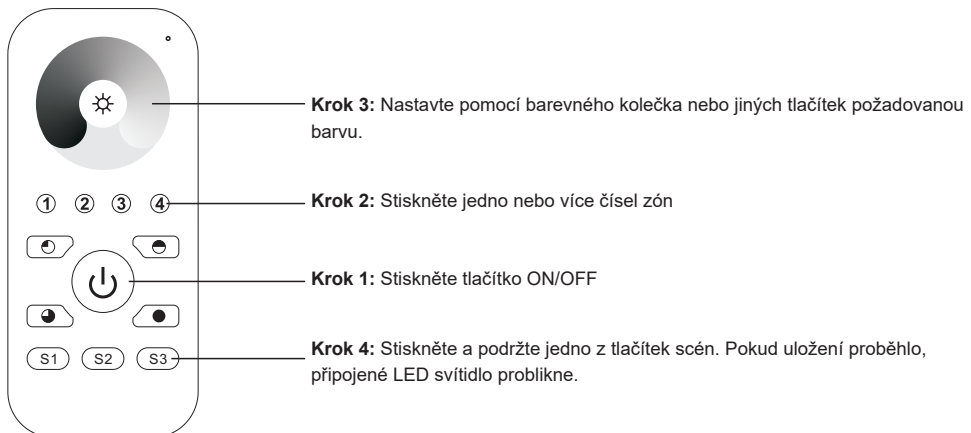 Krok 3: Nastavte pomocí barevného kolečka nebo jiných tlačítek požadovanou
barvu.
1 2 3 4
Krok 2: Stiskněte jedno nebo více čísel zón
Krok 1: Stiskněte tlačítko ON/OFF
S1 S2 S3
Krok 4: Stiskněte a podržte jedno z tlačítek scén. Pokud uložení proběhlo,
připojené LED svítidlo problikne.